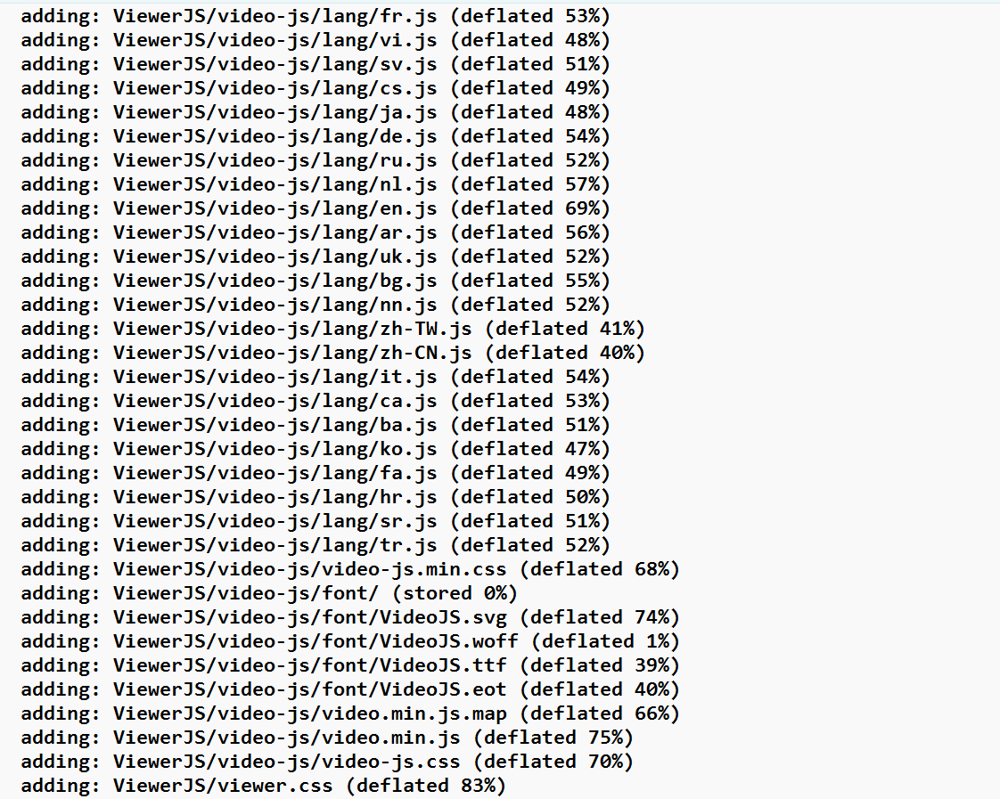 adding: ViewerJS/video-js/lang/fr.js (deflated 53%)
adding: ViewerJS/video-js/lang/vi.js (deflated 48%)
adding: ViewerJS/video-js/lang/sv.js (deflated 51%)
adding: ViewerJS/video-js/lang/cs.js (deflated 49%)
adding: ViewerJS/video-js/lang/ja.js (deflated 48%)
adding: ViewerJS/video-js/lang/de.js (deflated 54%)
adding: ViewerJS/video-js/lang/ru.js (deflated 52%)
adding: ViewerJS/video-js/lang/nl.js (deflated 57%)
adding: ViewerJS/video-js/lang/en.js (deflated 69%)
adding: ViewerJS/video-js/lang/ar.js (deflated 56%)
adding: ViewerJS/video-js/lang/uk.js (deflated 52%)
adding: ViewerJS/video-js/lang/bg.js (deflated 55%)
adding: ViewerJS/video-js/lang/nn.js (deflated 52%)
adding: ViewerJS/video-js/lang/zh-TW.js (deflated 41%)
adding: ViewerJS/video-js/lang/zh-CN.js (deflated 40%)
adding: ViewerJS/video-js/lang/it.js (deflated 54%)
adding: ViewerJS/video-js/lang/ca.js (deflated 53%)
adding: ViewerJS/video-js/lang/ba.js (deflated 51%)
adding: ViewerJS/video-js/lang/ko.js (deflated 47%)
adding: ViewerJS/video-js/lang/fa.js (deflated 49%)
adding: ViewerJS/video-js/lang/hr.js (deflated 50%)
adding: ViewerJS/video-js/lang/sr.js (deflated 51%)
adding: ViewerJS/video-js/lang/tr.js (deflated 52%)
adding: ViewerJS/video-js/video-js.min.css (deflated 68%)
adding: ViewerJS/video-js/font/ (stored 0%)
adding: ViewerJS/video-js/font/VideoJS.svg (deflated 74%)
adding: ViewerJS/video-js/font/VideoJS.woff (deflated 1%)
adding: ViewerJS/video-js/font/VideoJS.ttf (deflated 39%)
adding: ViewerJS/video-js/font/VideoJS.eot (deflated 40%)
adding: ViewerJS/video-js/video.min.js.map (deflated 66%)
adding: ViewerJS/video-js/video.min.js (deflated 75%)
adding: ViewerJS/video-js/video-js.css (deflated 70%)
adding: ViewerJS/viewer.css (deflated 83%)